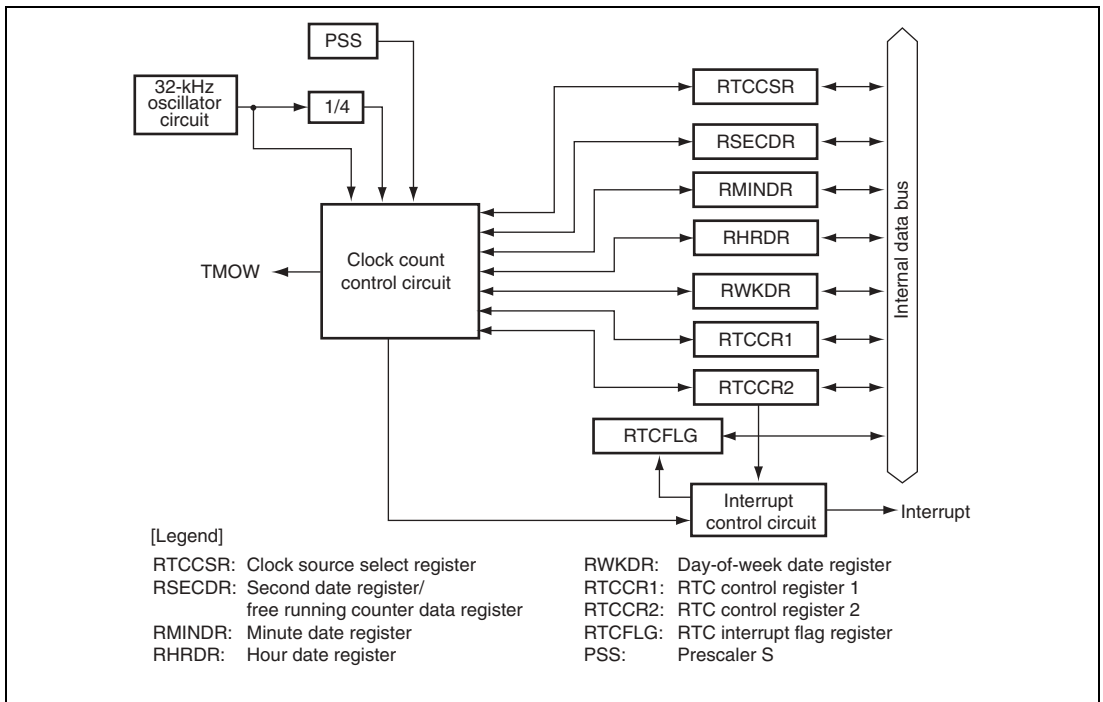 PSS
32-kHz
oscillator
circuit
1/4
RTCCSR
RSECDR
RMINDR
RHRDR
RWKDR
RTCCR1
RTCCR2
RTCFLG
Clock count
control circuit
TMOW
Internal data bus
Interrupt
control circuit
Interrupt
[Legend]
RTCCSR: Clock source select register
RSECDR: Second date register/
free running counter data register
RMINDR: Minute date register
RHRDR: Hour date register
RWKDR: Day-of-week date register
RTCCR1: RTC control register 1
RTCCR2: RTC control register 2
RTCFLG: RTC interrupt flag register
PSS: Prescaler S